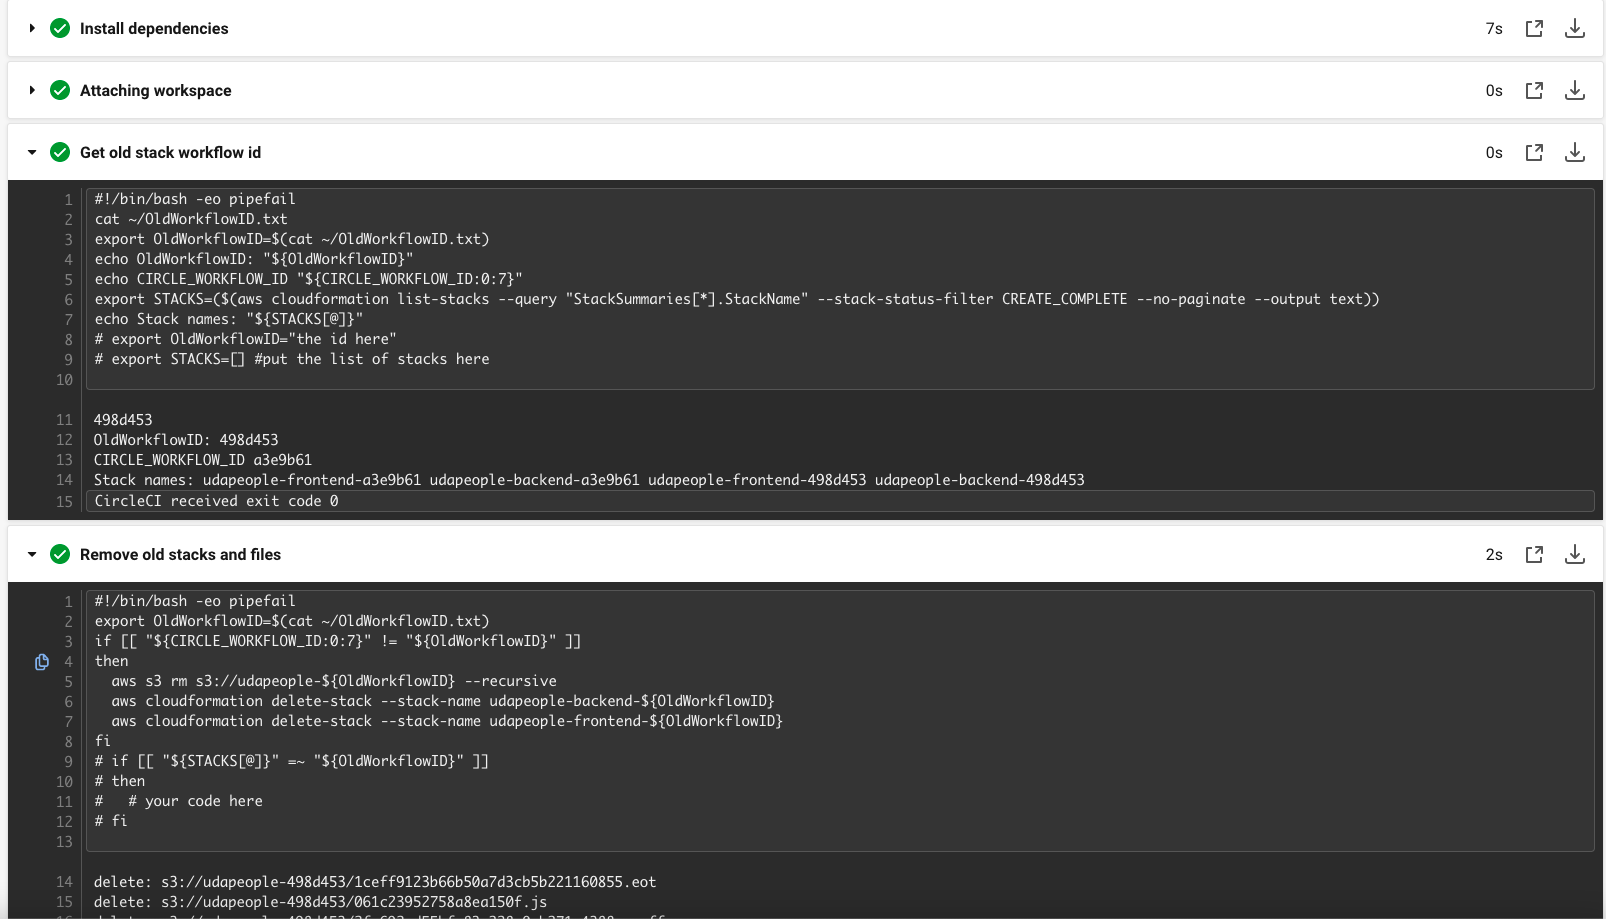 Install dependencies 7s
Attaching workspace 0s
Get old stack workflow id 0s
1 #!/bin/bash -eo pipefail
2 cat ~/OldWorkflowID.txt
3 export OldWorkflowID=$(cat ~/OldWorkflowID.txt)
4 echo OldWorkflowID: "${OldWorkflowID}"
5 echo CIRCLE_WORKFLOW_ID "${CIRCLE_WORKFLOW_ID:0:7}"
6 export STACKS=($(aws cloudformation list-stacks --query "StackSummaries[*].StackName" --stack-status-filter CREATE_COMPLETE --no-paginate --output text))
7 echo Stack names: "${STACKS[@]}"
8 # export OldWorkflowID="the id here"
9 # export STACKS=[] #put the list of stacks here
10
11 498d453
12 OldWorkflowID: 498d453
13 CIRCLE_WORKFLOW_ID a3e9b61
14 Stack names: udapeople-frontend-a3e9b61 udapeople-backend-a3e9b61 udapeople-frontend-498d453 udapeople-backend-498d453
15 CircleCI received exit code 0
Remove old stacks and files 2s
1 #!/bin/bash -eo pipefail
2 export OldWorkflowID=$(cat ~/OldWorkflowID.txt)
3 if [[ "${CIRCLE_WORKFLOW_ID:0:7}" != "${OldWorkflowID}" ]]
4 then
5   aws s3 rm s3://udapeople-${OldWorkflowID} --recursive
6   aws cloudformation delete-stack --stack-name udapeople-backend-${OldWorkflowID}
7   aws cloudformation delete-stack --stack-name udapeople-frontend-${OldWorkflowID}
8 fi
9 # if [[ "${STACKS[@]}" =~ "${OldWorkflowID}" ]]
10 # then
11 #   # your code here
12 # fi
13
14 delete: s3://udapeople-498d453/1ceff9123b66b50a7d3cb5b221160855.eot
15 delete: s3://udapeople-498d453/061c23952758a8ea150f.js